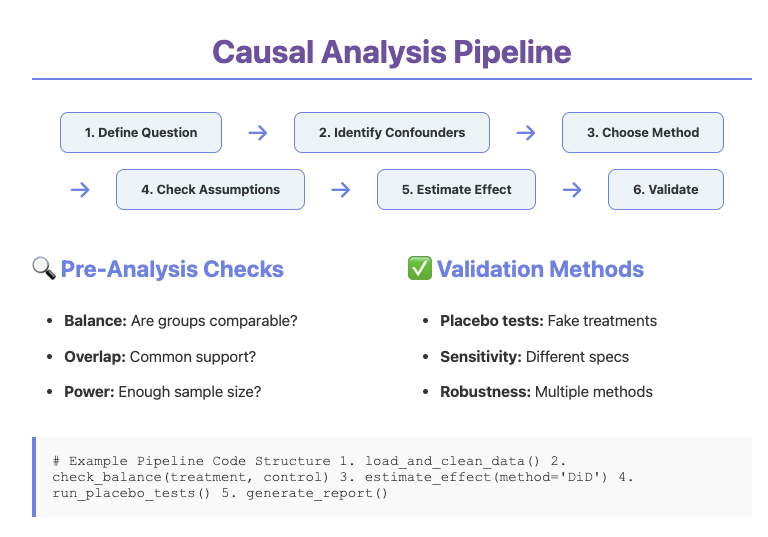 Causal Analysis Pipeline
1. Define Question → 2. Identify Confounders → 3. Choose Method
→ 4. Check Assumptions → 5. Estimate Effect → 6. Validate
🔍 Pre-Analysis Checks
• Balance: Are groups comparable?
• Overlap: Common support?
• Power: Enough sample size?
✅ Validation Methods
• Placebo tests: Fake treatments
• Sensitivity: Different specs
• Robustness: Multiple methods
# Example Pipeline Code Structure 1. load_and_clean_data() 2.
check_balance(treatment, control) 3. estimate_effect(method='DiD') 4.
run_placebo_tests() 5. generate_report()